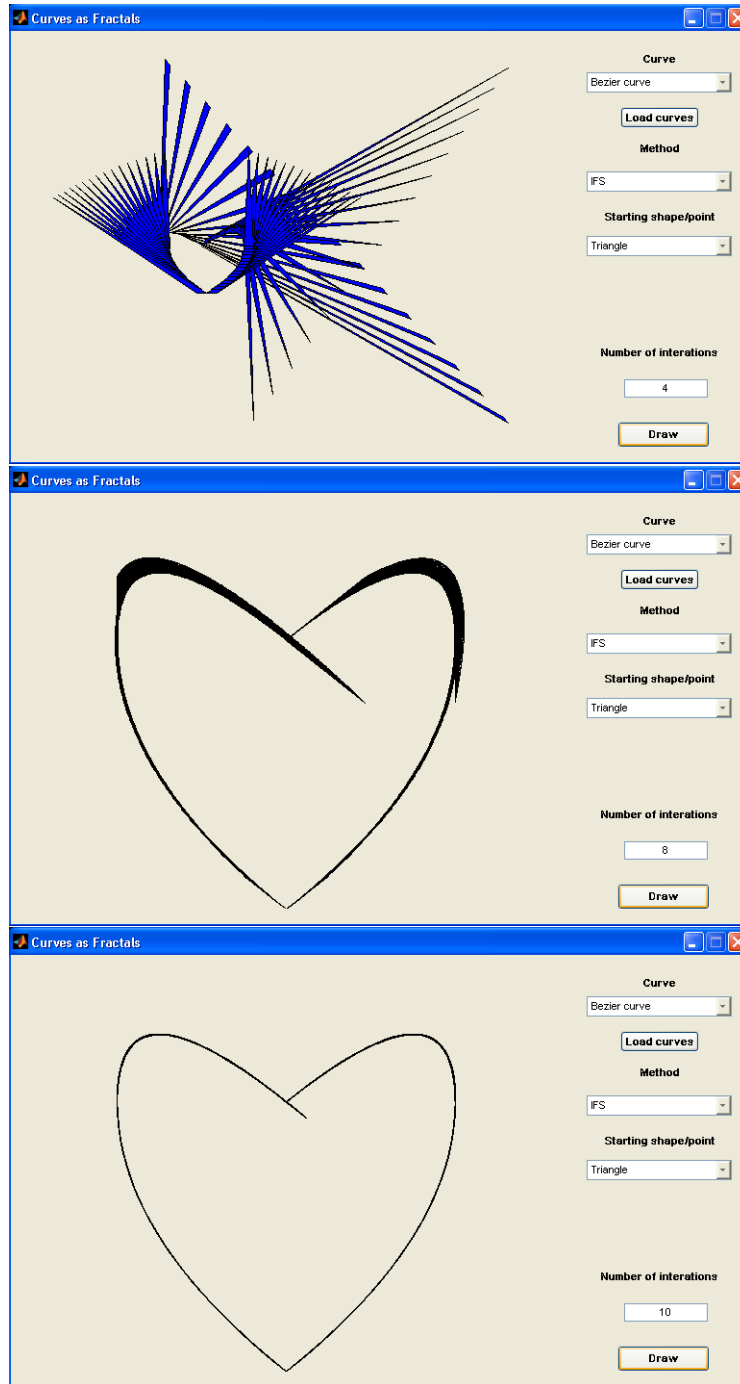 Curves as Fractals
Curve
Bezier curve
Load curves
Method
IFS
Starting shape/point
Triangle
Number of interations
4
Draw
Curves as Fractals
Curve
Bezier curve
Load curves
Method
IFS
Starting shape/point
Triangle
Number of interations
8
Draw
Curves as Fractals
Curve
Bezier curve
Load curves
Method
IFS
Starting shape/point
Triangle
Number of interations
10
Draw